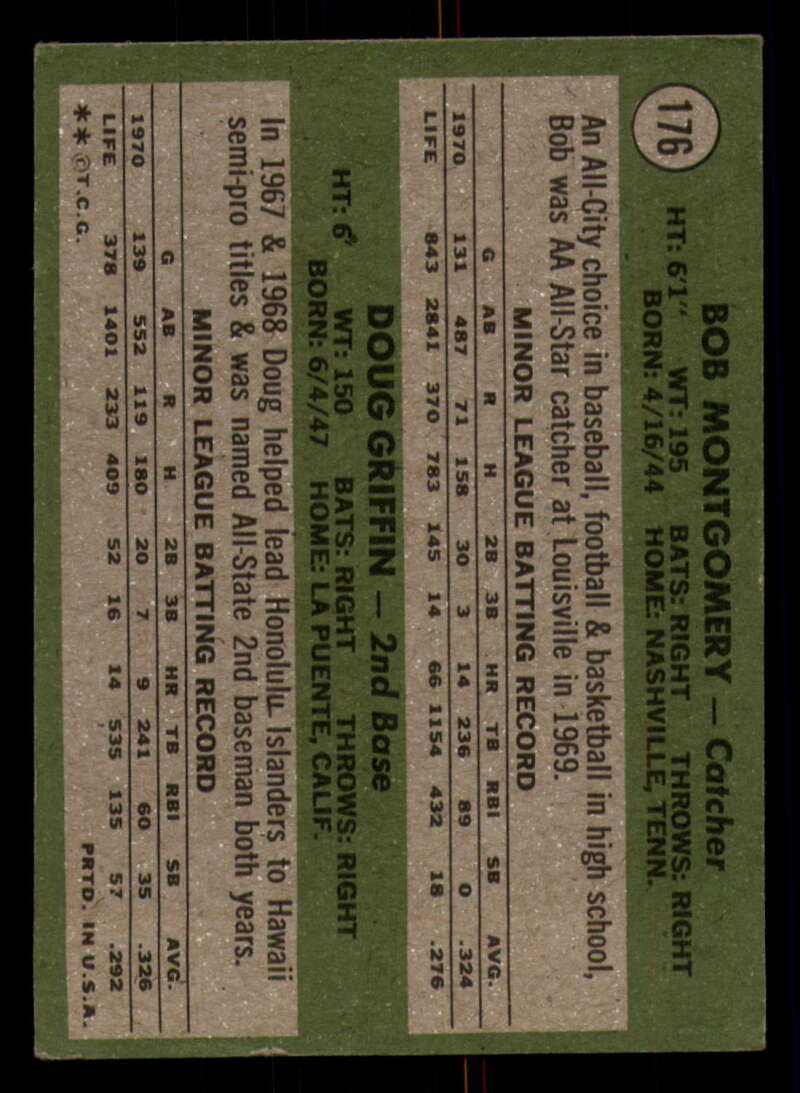 176
BOB MONTGOMERY — Catcher
HT: 6'1" WT: 195 BATS: RIGHT THROWS: RIGHT
BORN: 4/16/44 HOME: NASHVILLE, TENN.
An All-City choice in baseball, football & basketball in high school,
Bob was AA All-Star catcher at Louisville in 1969.
MINOR LEAGUE BATTING RECORD
G AB R H 2B 3B HR TB RBI SB AVG.
1970 131 487 71 158 30 3 14 236 89 0 .324
LIFE 843 2841 370 783 145 14 66 1154 432 18 .276
DOUG GRIFFIN — 2nd Base
HT: 6' WT: 150 BATS: RIGHT THROWS: RIGHT
BORN: 6/4/47 HOME: LA PUENTE, CALIF.
In 1967 & 1968 Doug helped lead Honolulu Islanders to Hawaii
semi-pro titles & was named All-State 2nd baseman both years.
MINOR LEAGUE BATTING RECORD
G AB R H 2B 3B HR TB RBI SB AVG.
1970 139 552 119 180 20 7 9 241 60 35 .326
LIFE 378 1401 233 409 52 16 14 535 135 57 .292
** ©T.C.G. PRTD. IN U.S.A.